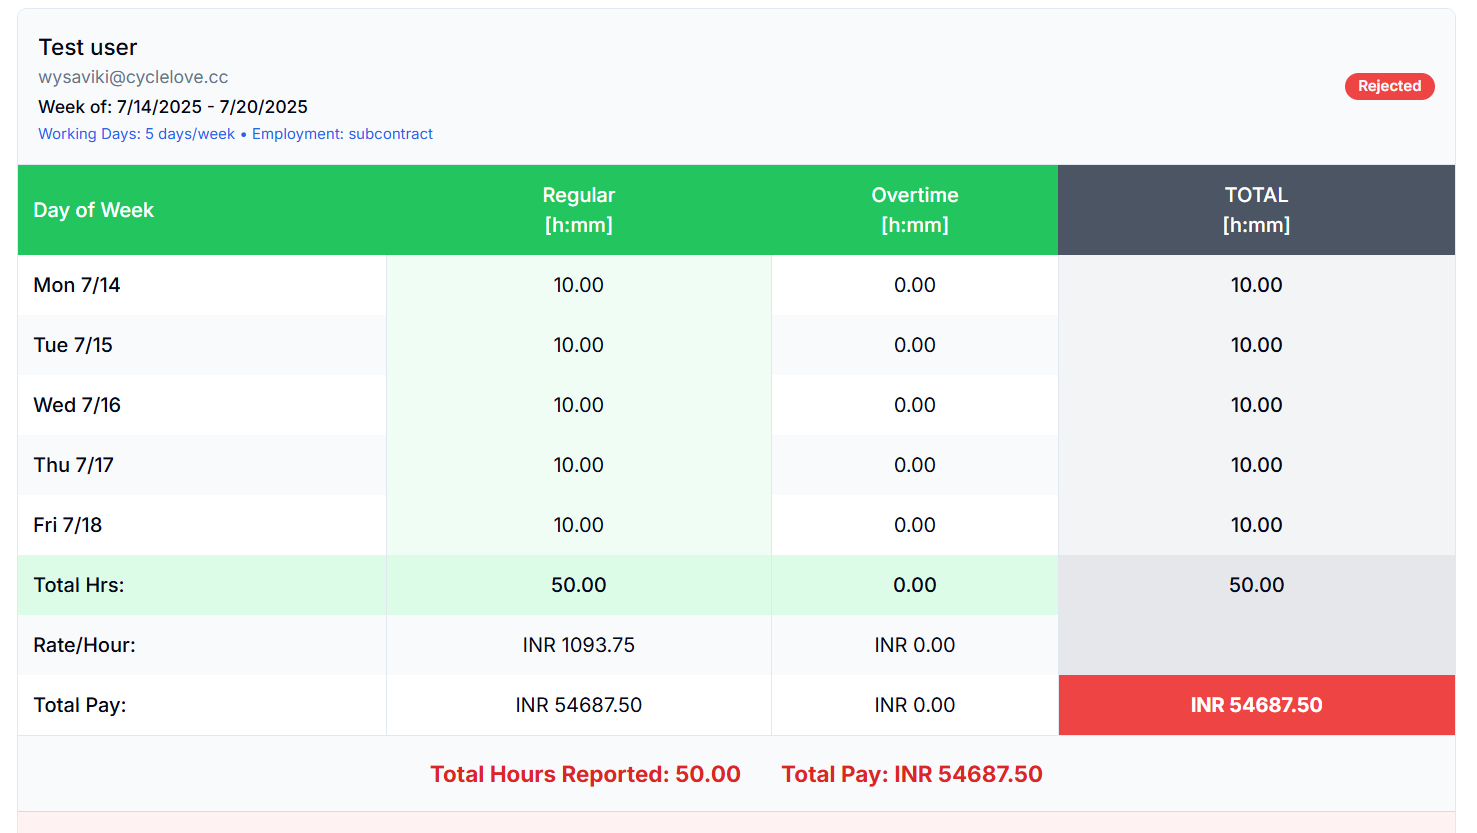 Test user
wysaviki@cyclelove.cc
Week of: 7/14/2025 - 7/20/2025
Working Days: 5 days/week • Employment: subcontract
Rejected
Day of Week Regular [h:mm] Overtime [h:mm] TOTAL [h:mm]
Mon 7/14 10.00 0.00 10.00
Tue 7/15 10.00 0.00 10.00
Wed 7/16 10.00 0.00 10.00
Thu 7/17 10.00 0.00 10.00
Fri 7/18 10.00 0.00 10.00
Total Hrs: 50.00 0.00 50.00
Rate/Hour: INR 1093.75 INR 0.00
Total Pay: INR 54687.50 INR 0.00 INR 54687.50
Total Hours Reported: 50.00 Total Pay: INR 54687.50